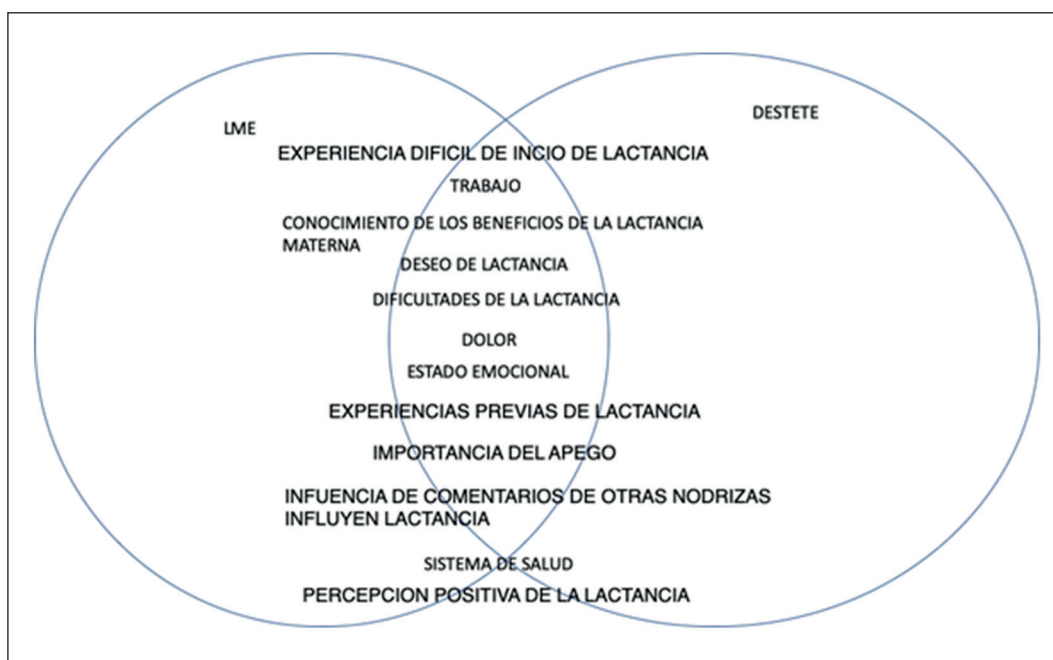 LME
DESTETE
EXPERIENCIA DIFICIL DE INCIO DE LACTANCIA
TRABAJO
CONOCIMIENTO DE LOS BENEFICIOS DE LA LACTANCIA
MATERNA
DESEO DE LACTANCIA
DIFICULTADES DE LA LACTANCIA
DOLOR
ESTADO EMOCIONAL
EXPERIENCIAS PREVIAS DE LACTANCIA
IMPORTANCIA DEL APEGO
INFUENCIA DE COMENTARIOS DE OTRAS NODRIZAS
INFLUYEN LACTANCIA
SISTEMA DE SALUD
PERCEPCION POSITIVA DE LA LACTANCIA